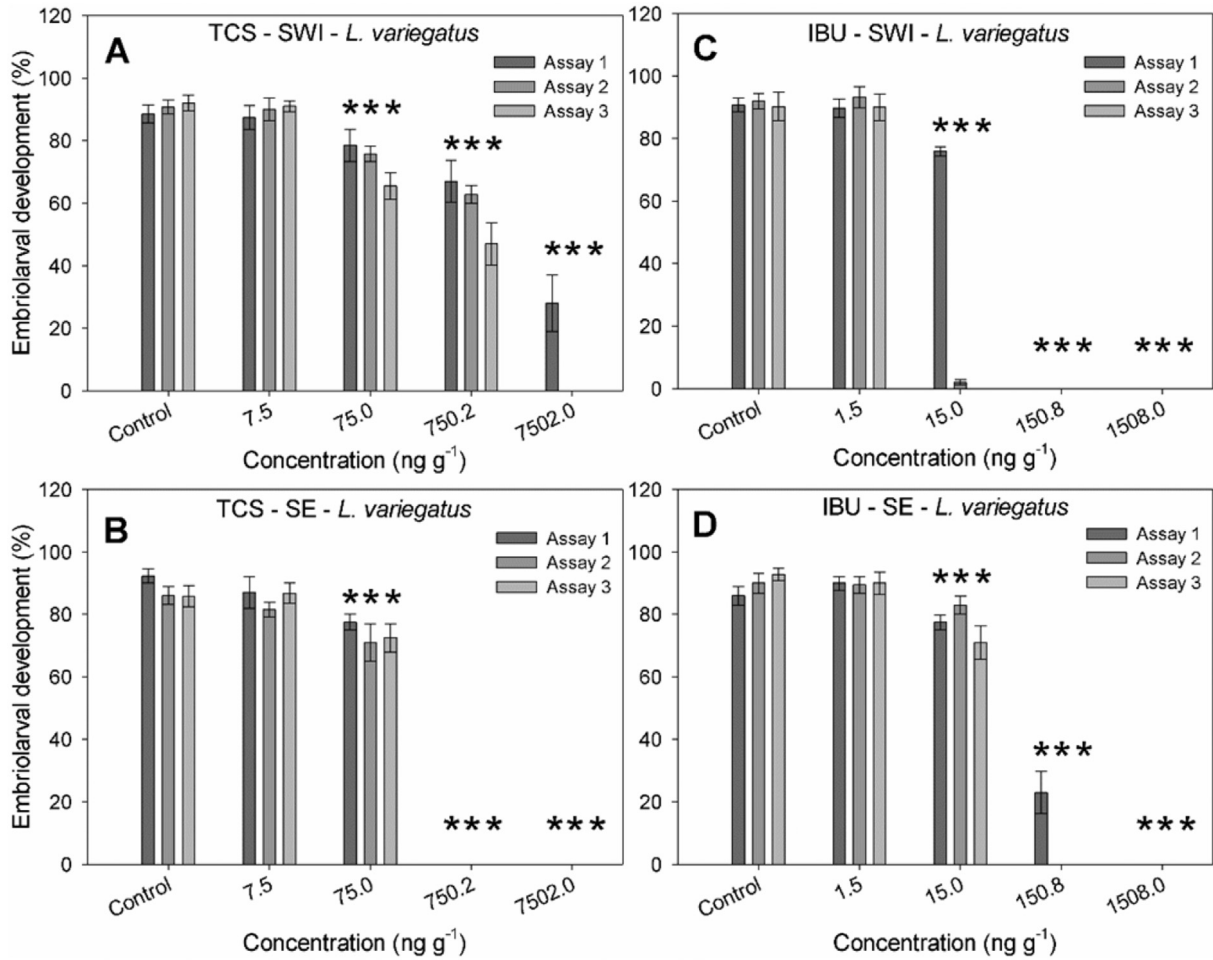 A
TCS - SWI - L. variegatus
Assay 1
Assay 2
Assay 3
Embriolarval development (%)
120
100
80
60
40
20
0
***
***
***
Control
7.5
75.0
750.2
7502.0
Concentration (ng g⁻¹)
C
IBU - SWI - L. variegatus
Assay 1
Assay 2
Assay 3
120
100
80
60
40
20
0
***
***
***
Control
1.5
15.0
150.8
1508.0
Concentration (ng g⁻¹)
B
TCS - SE - L. variegatus
Assay 1
Assay 2
Assay 3
Embriolarval development (%)
120
100
80
60
40
20
0
***
***
***
Control
7.5
75.0
750.2
7502.0
Concentration (ng g⁻¹)
D
IBU - SE - L. variegatus
Assay 1
Assay 2
Assay 3
120
100
80
60
40
20
0
***
***
***
Control
1.5
15.0
150.8
1508.0
Concentration (ng g⁻¹)